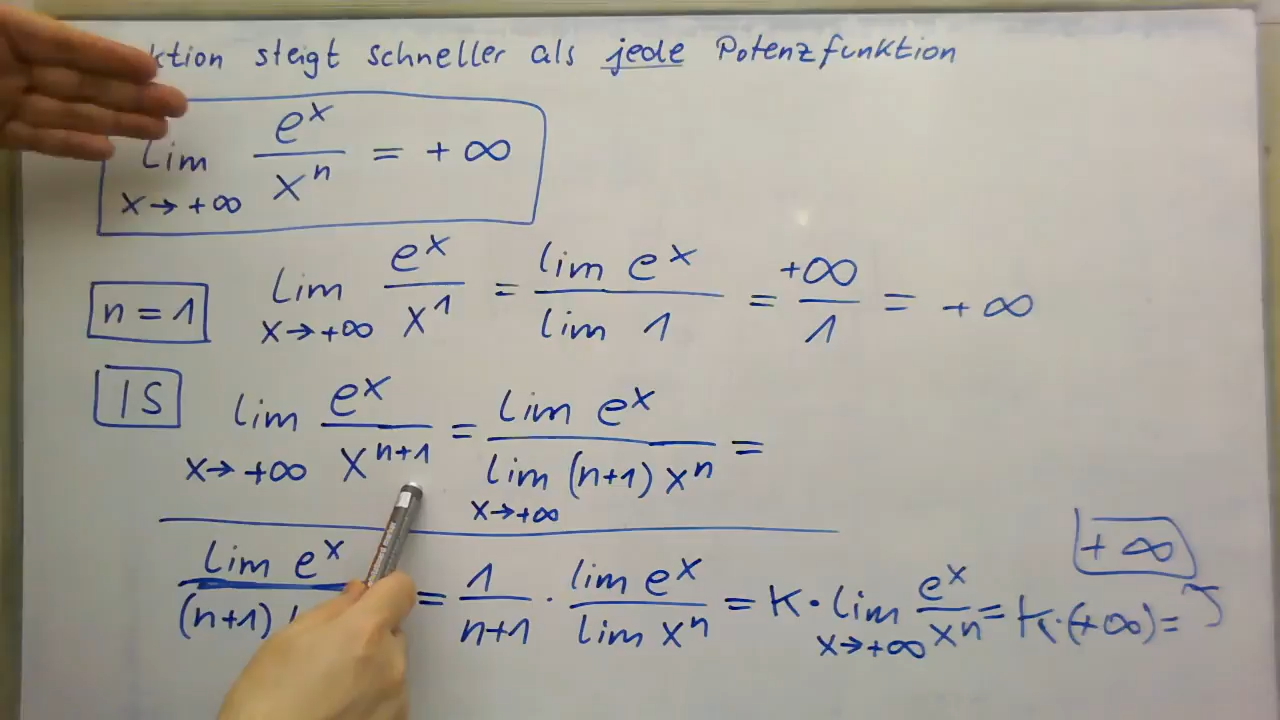 ktion steigt schneller als jede Potenzfunktion
lim x→+∞ e^x / x^n = +∞
n = 1 lim x→+∞ e^x / x^1 = lim e^x / lim 1 = +∞ / 1 = +∞
IS lim x→+∞ e^x / x^{n+1} = lim e^x / lim x→+∞ (n+1) x^n =
lim e^x / (n+1) = 1 / n+1 · lim e^x / lim x^n = K · lim x→+∞ e^x / x^n = K·(+∞) =
+∞